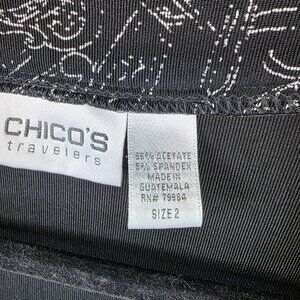 CHICO'S
travelers
95% ACETATE
5% SPANDEX
MADE IN
GUATEMALA
RN# 79984
SIZE 2